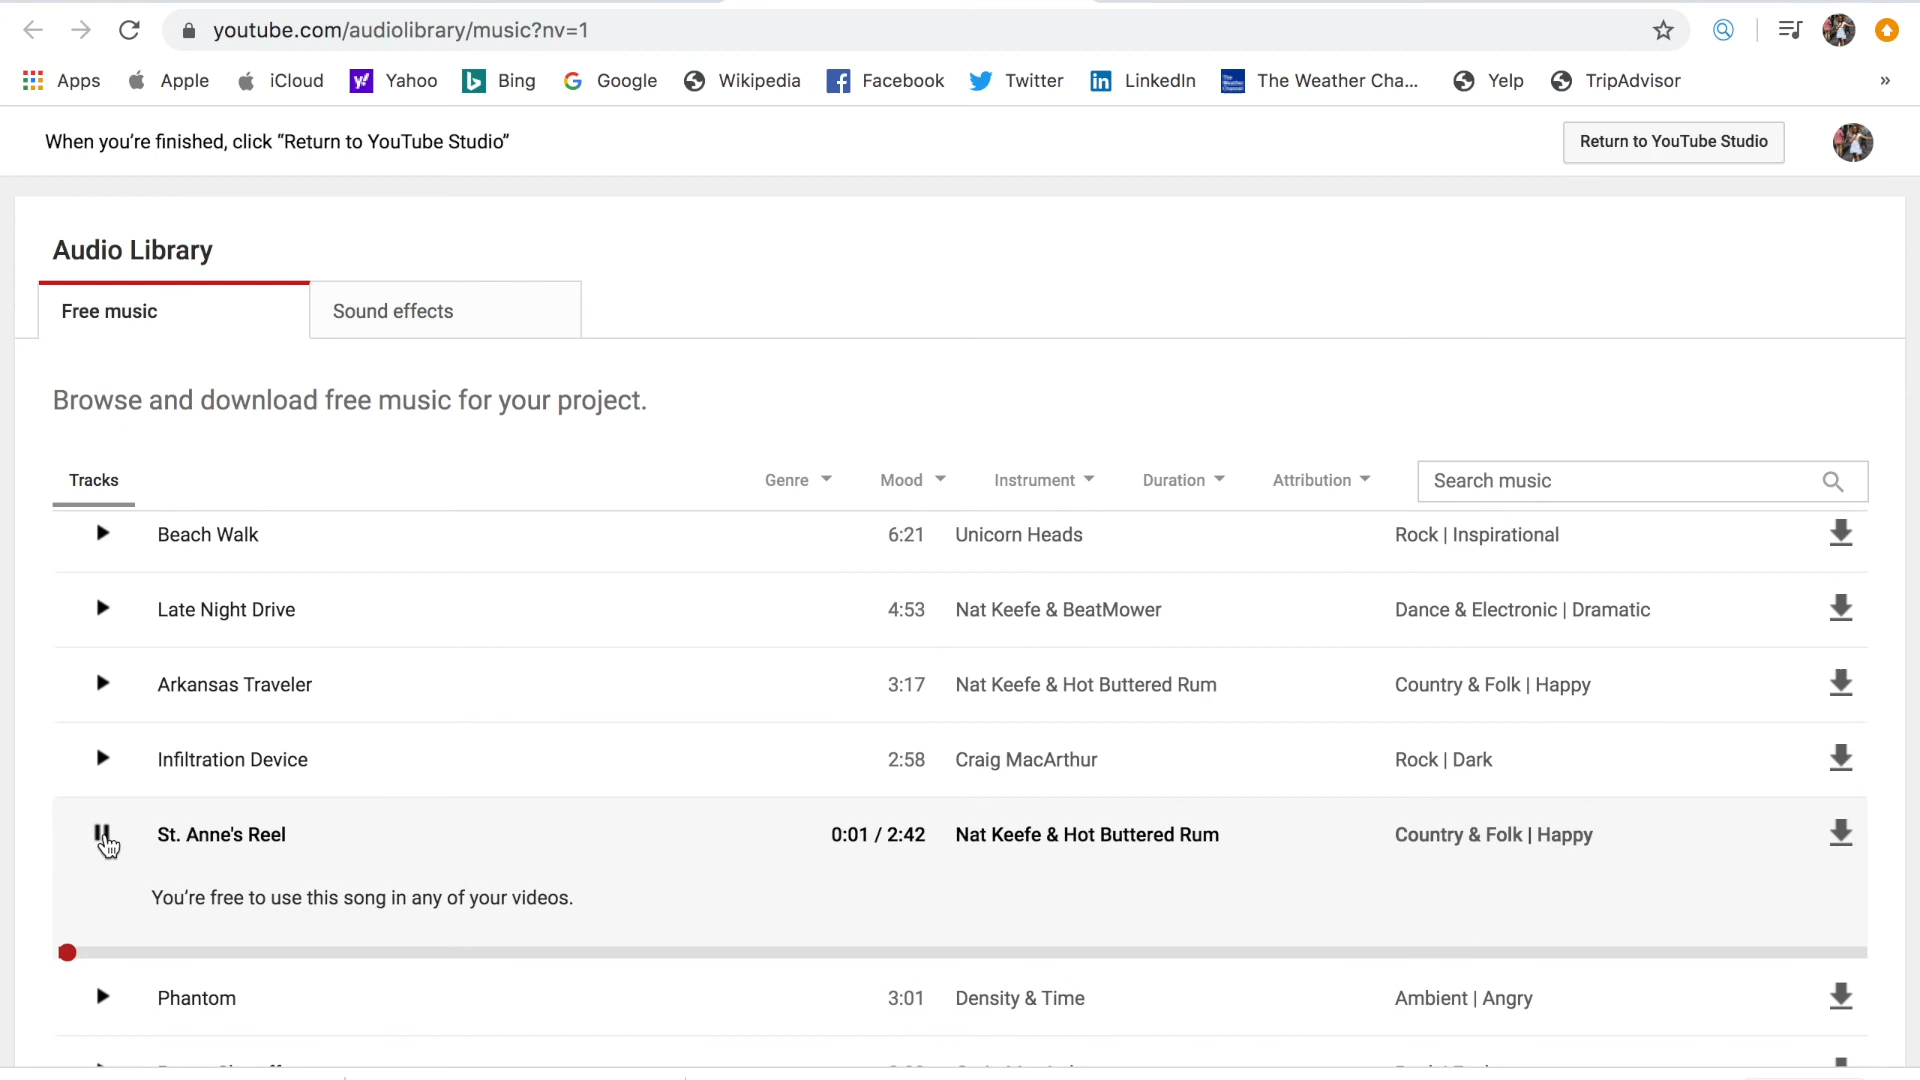 youtube.com/audiolibrary/music?nv=1
Apps Apple iCloud Yahoo Bing Google Wikipedia Facebook Twitter LinkedIn The Weather Cha... Yelp TripAdvisor »
When you’re finished, click “Return to YouTube Studio” Return to YouTube Studio
Audio Library
Free music Sound effects
Browse and download free music for your project.
Tracks Genre Mood Instrument Duration Attribution Search music
Beach Walk 6:21 Unicorn Heads Rock | Inspirational
Late Night Drive 4:53 Nat Keefe & BeatMower Dance & Electronic | Dramatic
Arkansas Traveler 3:17 Nat Keefe & Hot Buttered Rum Country & Folk | Happy
Infiltration Device 2:58 Craig MacArthur Rock | Dark
St. Anne's Reel 0:01 / 2:42 Nat Keefe & Hot Buttered Rum Country & Folk | Happy
You’re free to use this song in any of your videos.
Phantom 3:01 Density & Time Ambient | Angry